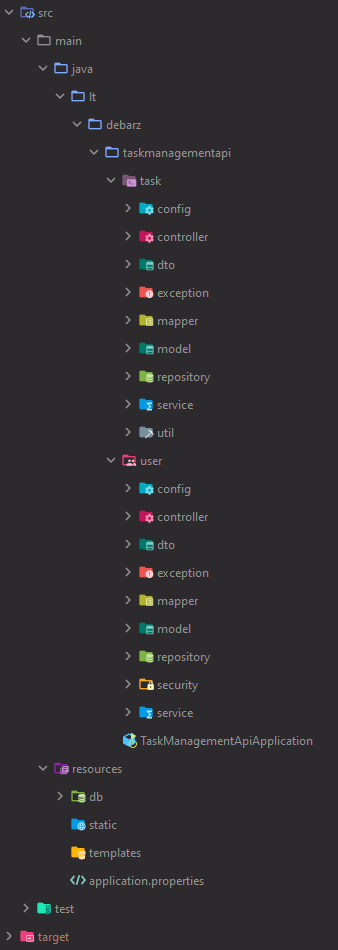 src
main
java
lt
debarz
taskmanagementapi
task
config
controller
dto
exception
mapper
model
repository
service
util
user
config
controller
dto
exception
mapper
model
repository
security
service
TaskManagementApiApplication
resources
db
static
templates
application.properties
test
target